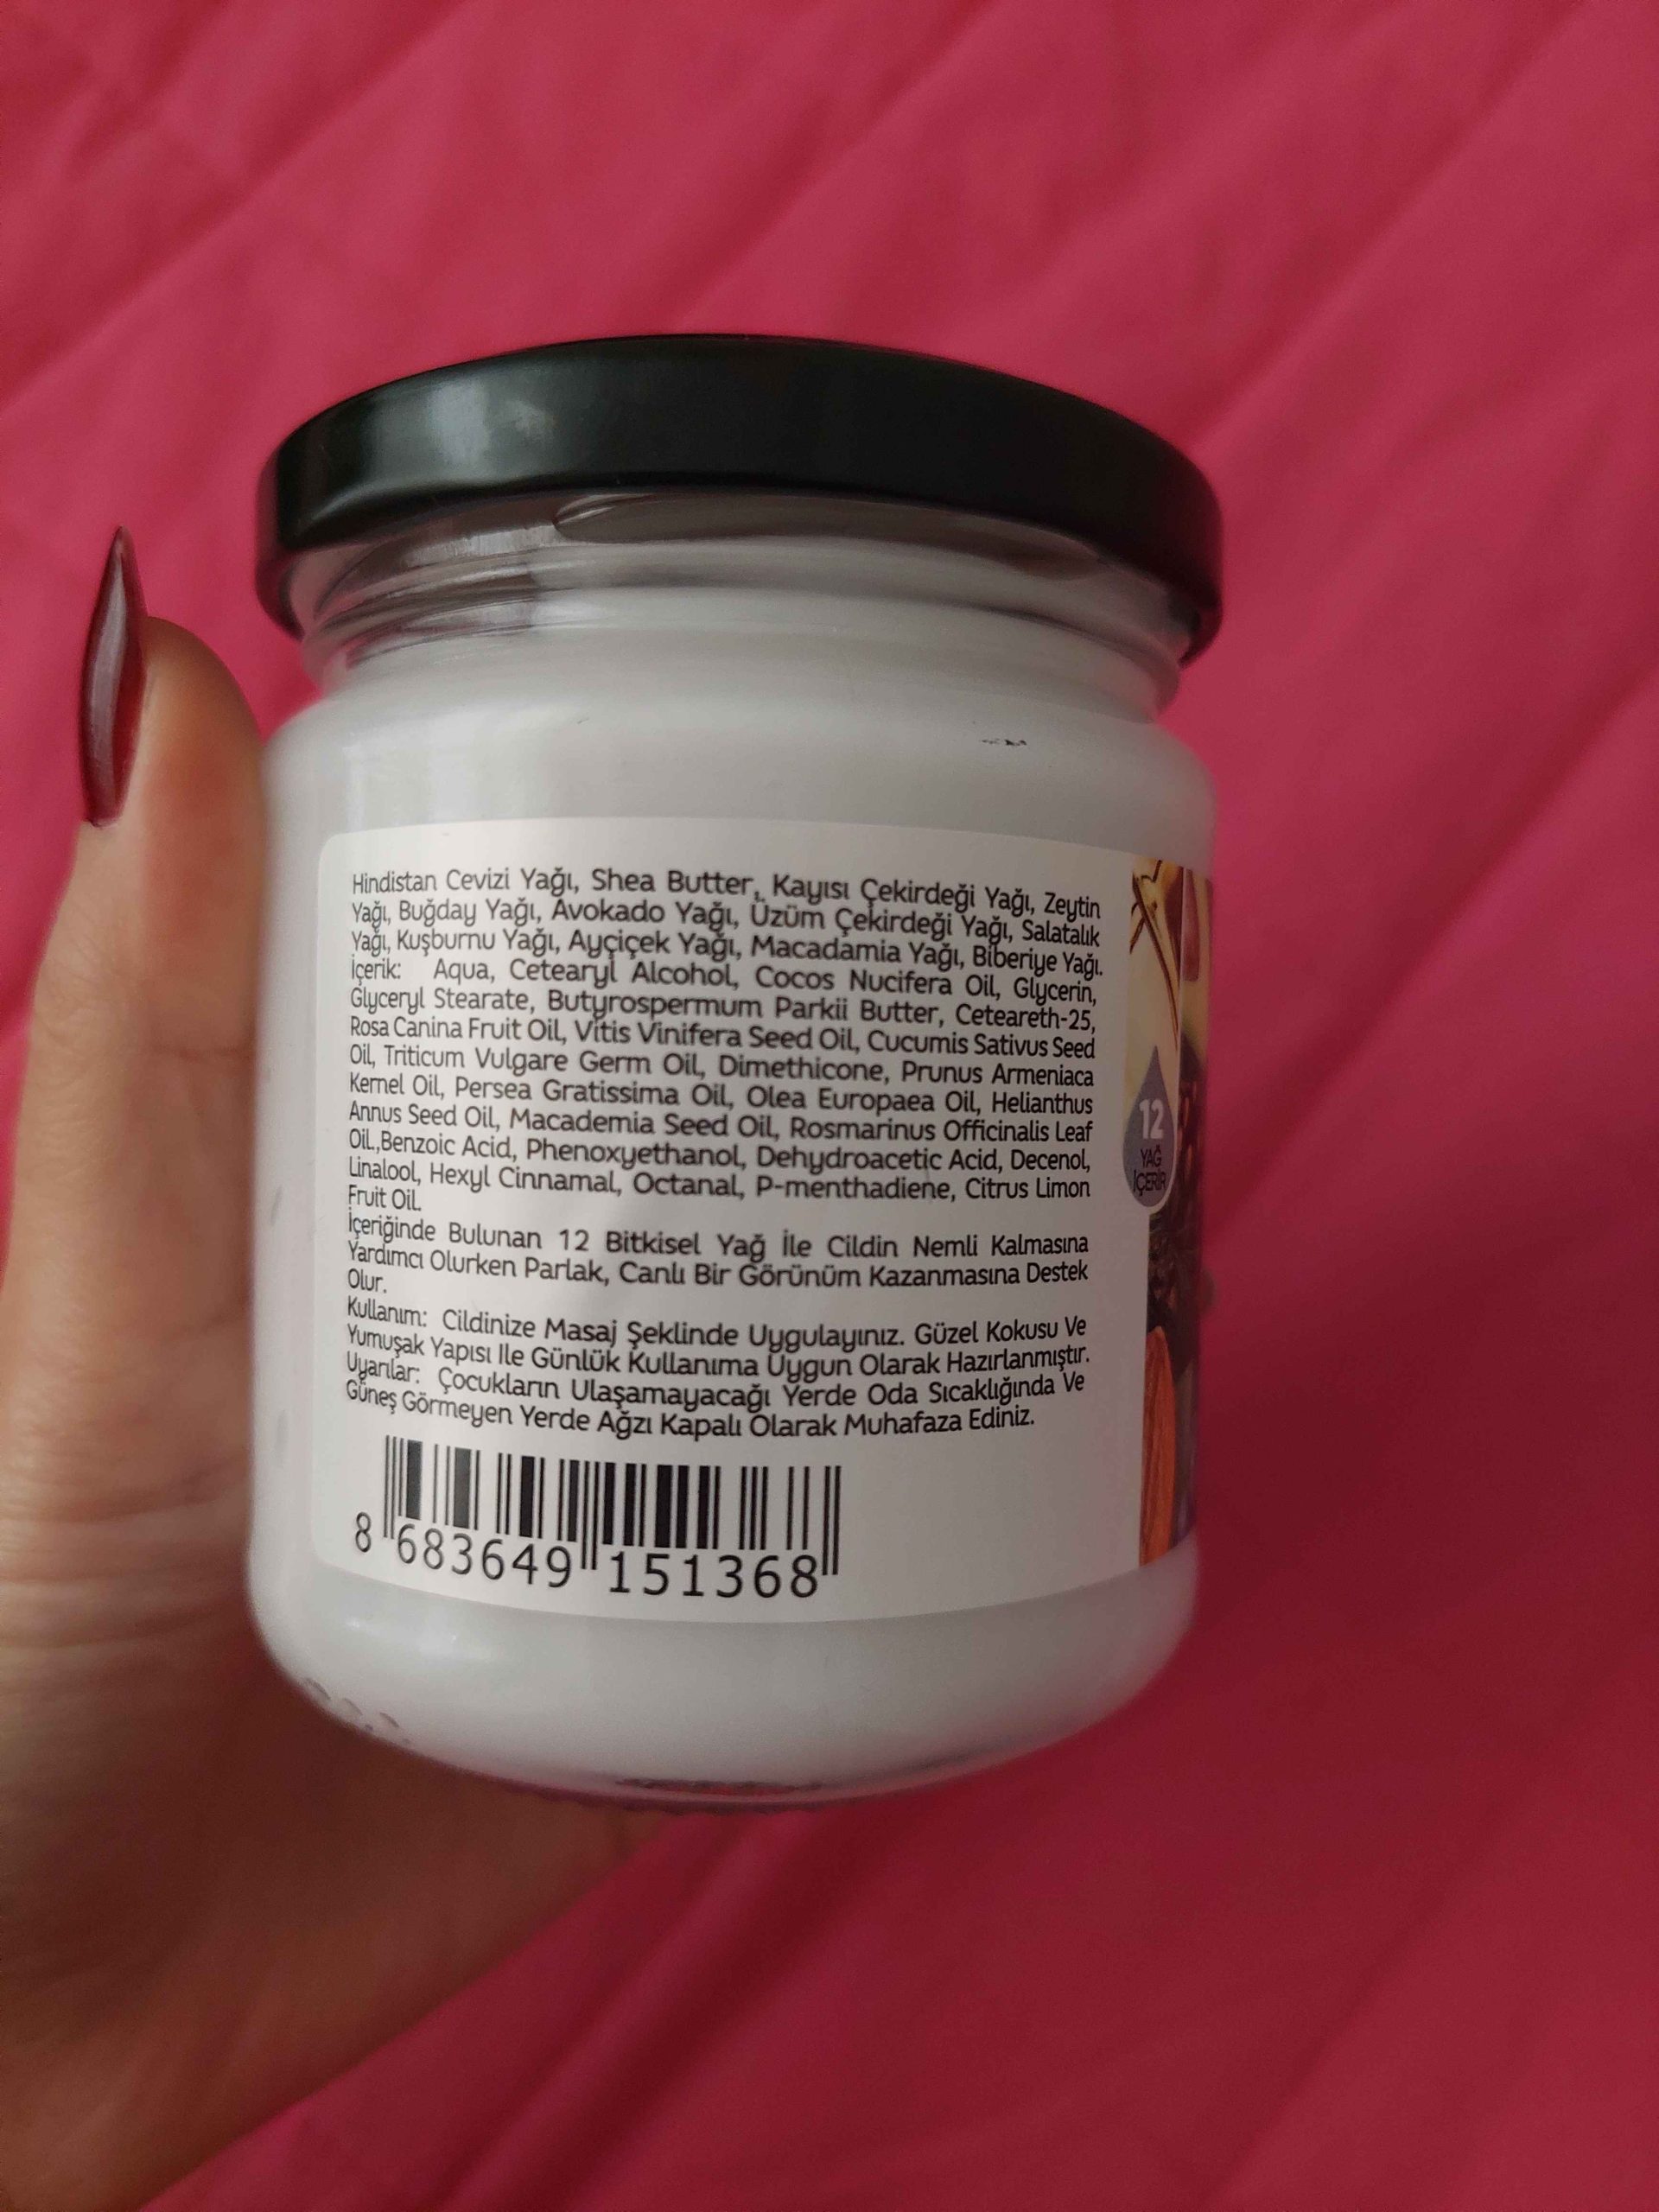 Hindistan Cevizi Yağı, Shea Butter, Kayısı Çekirdeği Yağı, Zeytin
Yağı, Buğday Yağı, Avokado Yağı, Üzüm Çekirdeği Yağı, Salatalık
Yağı, Kuşburnu Yağı, Ayçiçek Yağı, Macadamia Yağı, Biberiye Yağı.
İçerik: Aqua, Cetearyl Alcohol, Cocos Nucifera Oil, Glycerin,
Glyceryl Stearate, Butyrospermum Parkii Butter, Ceteareth-25,
Rosa Canina Fruit Oil, Vitis Vinifera Seed Oil, Cucumis Sativus Seed
Oil, Triticum Vulgare Germ Oil, Dimethicone, Prunus Armeniaca
Kernel Oil, Persea Gratissima Oil, Olea Europaea Oil, Helianthus
Annus Seed Oil, Macademia Seed Oil, Rosmarinus Officinalis Leaf
Oil.,Benzoic Acid, Phenoxyethanol, Dehydroacetic Acid, Decenol,
Linalool, Hexyl Cinnamal, Octanal, P-menthadiene, Citrus Limon
Fruit Oil.
İçeriğinde Bulunan 12 Bitkisel Yağ İle Cildin Nemli Kalmasına
Yardımcı Olurken Parlak, Canlı Bir Görünüm Kazanmasına Destek
Olur.
Kullanım: Cildinize Masaj Şeklinde Uygulayınız. Güzel Kokusu Ve
Yumuşak Yapısı Ile Günlük Kullanıma Uygun Olarak Hazırlanmıştır.
Uyarılar: Çocukların Ulaşamayacağı Yerde Oda Sıcaklığında Ve
Güneş Görmeyen Yerde Ağzı Kapalı Olarak Muhafaza Ediniz.
8 683649 151368
12
YAĞ
İÇERİR